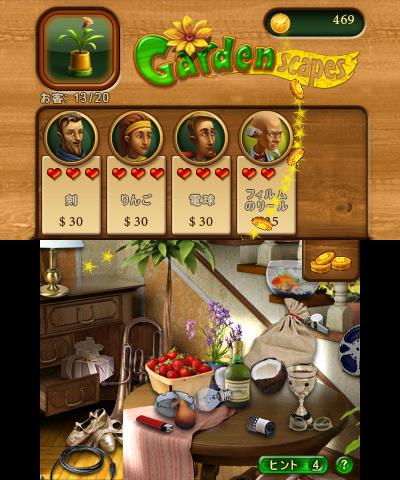 469
Gardenscapes
お客: 13/20
剣
りんご
電球
フィルム
のリール
$ 30
$ 30
$ 30
ヒント 4 ?